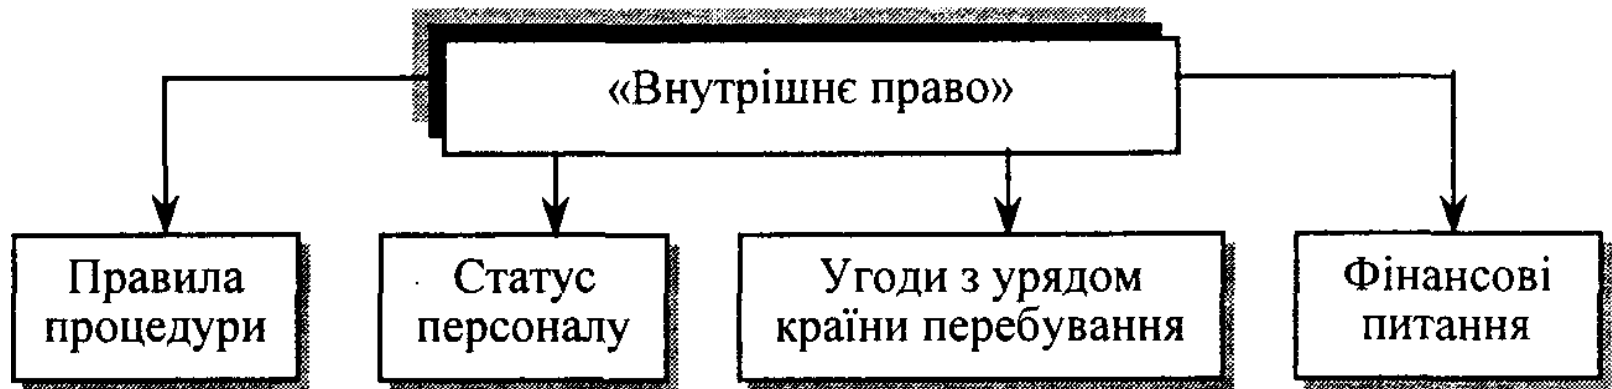 «Внутрішнє право»
Правила
процедури
Статус
персоналу
Угоди з урядом
країни перебування
Фінансові
питання